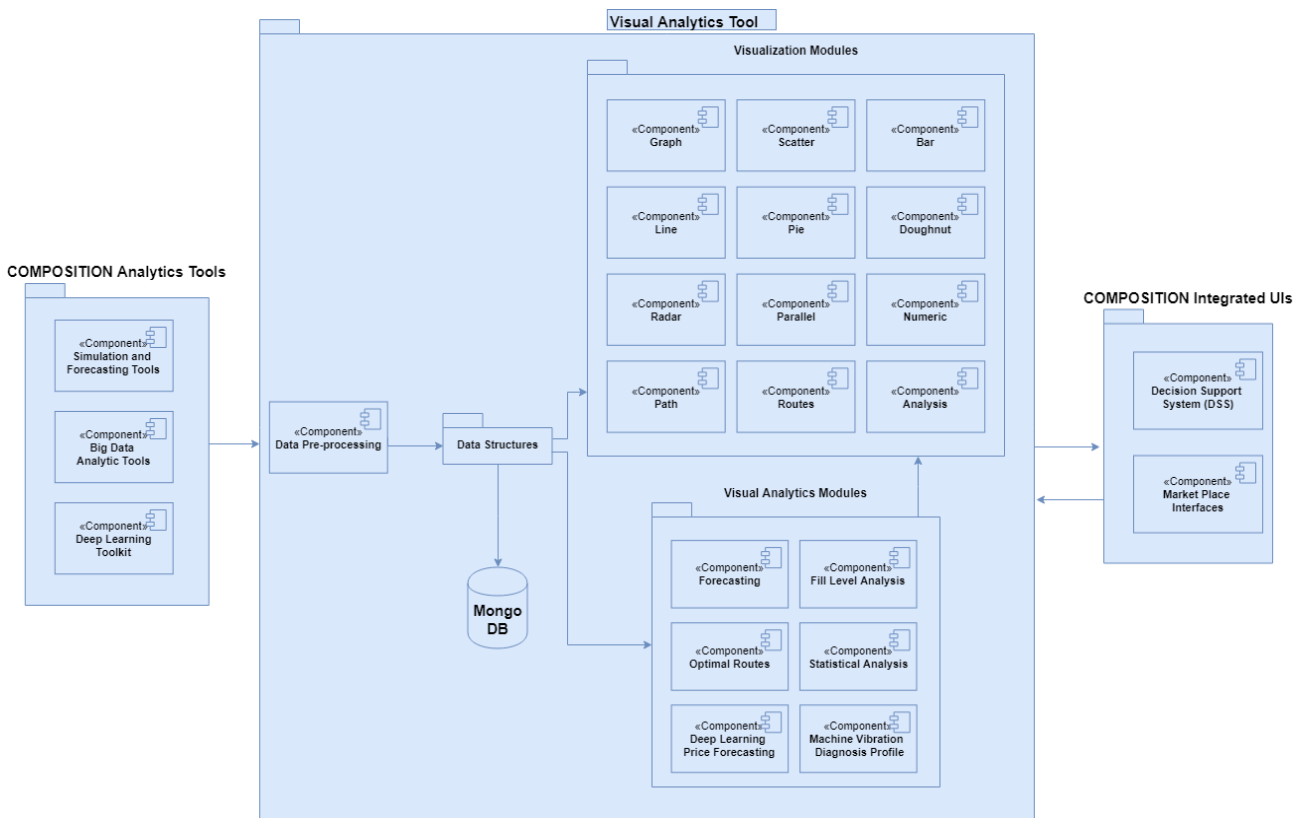 Visual Analytics Tool
Visualization Modules
«Component»
Graph
«Component»
Scatter
«Component»
Bar
«Component»
Line
«Component»
Pie
«Component»
Doughnut
«Component»
Radar
«Component»
Parallel
«Component»
Numeric
«Component»
Path
«Component»
Routes
«Component»
Analysis
COMPOSITION Analytics Tools
«Component»
Simulation and
Forecasting Tools
«Component»
Big Data
Analytic Tools
«Component»
Deep Learning
Toolkit
«Component»
Data Pre-processing
Data Structures
Mongo
DB
Visual Analytics Modules
«Component»
Forecasting
«Component»
Fill Level Analysis
«Component»
Optimal Routes
«Component»
Statistical Analysis
«Component»
Deep Learning
Price Forecasting
«Component»
Machine Vibration
Diagnosis Profile
COMPOSITION Integrated UIs
«Component»
Decision Support
System (DSS)
«Component»
Market Place
Interfaces